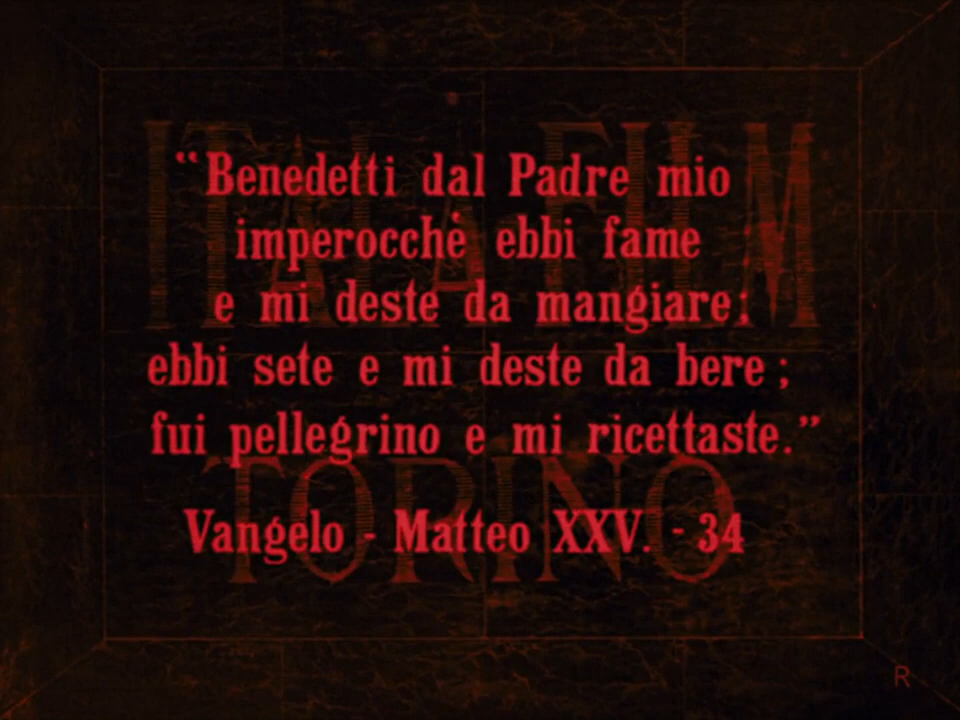 ITALA FILM
“Benedetti dal Padre mio
imperocchè ebbi fame
e mi deste da mangiare;
ebbi sete e mi deste da bere ;
fui pellegrino e mi ricettaste.”
TORINO
Vangelo - Matteo XXV. - 34
R